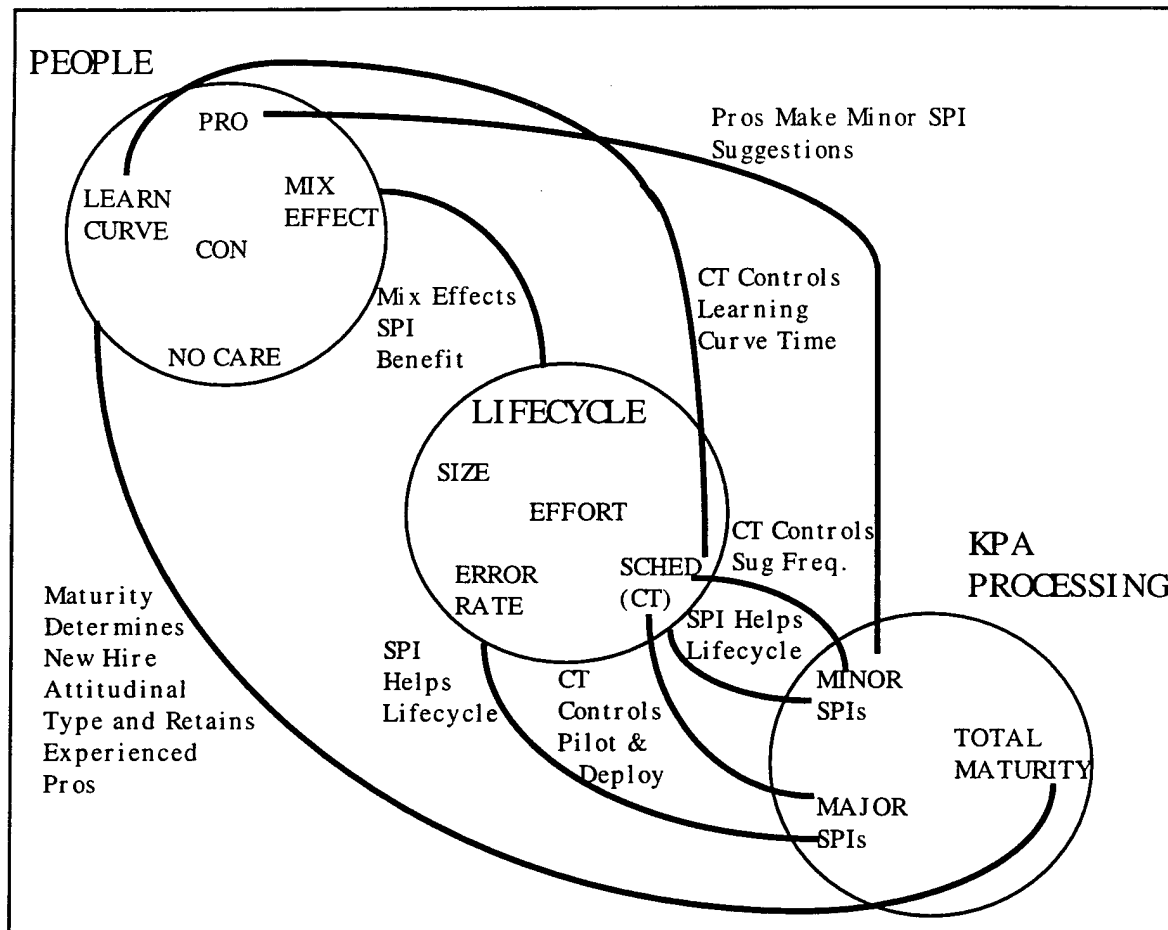 PEOPLE
PRO
LEARN
CURVE
MIX
EFFECT
CON
NO CARE
Pros Make Minor SPI
Suggestions
Mix Effects
SPI
Benefit
CT Controls
Learning
Curve Time
LIFECYCLE
SIZE
EFFORT
ERROR
RATE
SCHED
(CT)
CT Controls
Sug Freq.
KPA
PROCESSING
Maturity
Determines
New Hire
Attitudinal
Type and Retains
Experienced
Pros
SPI
Helps
Lifecycle
CT
Controls
Pilot &
Deploy
SPI Helps
Lifecycle
MINOR
SPIs
TOTAL
MATURITY
MAJOR
SPIs